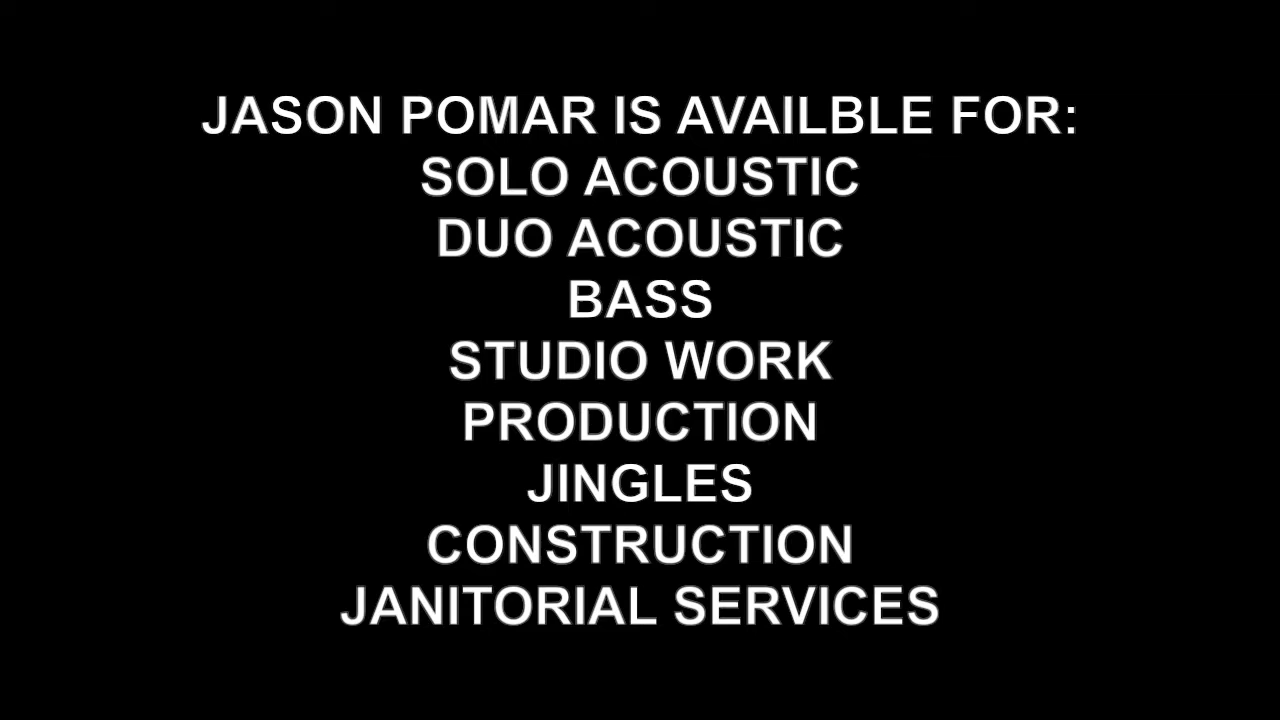 JASON POMAR IS AVAILBLE FOR:
SOLO ACOUSTIC
DUO ACOUSTIC
BASS
STUDIO WORK
PRODUCTION
JINGLES
CONSTRUCTION
JANITORIAL SERVICES